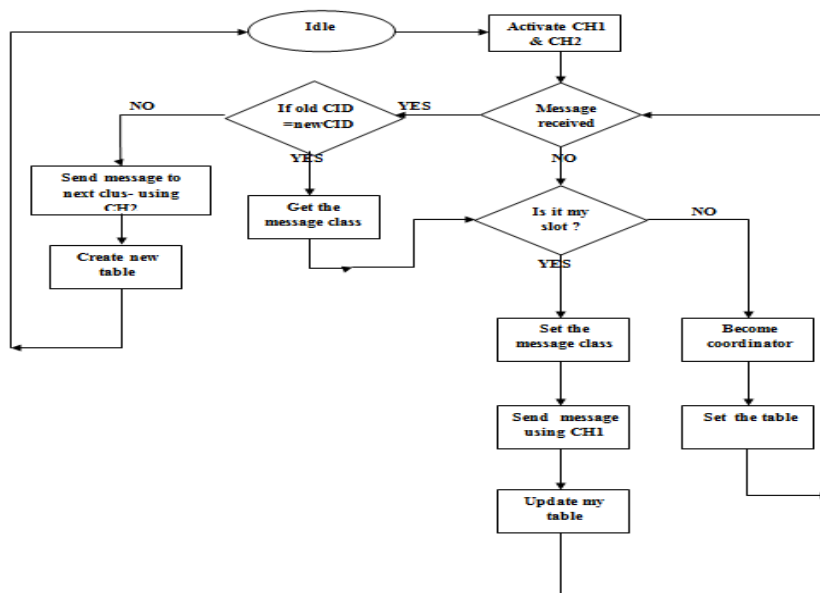 Idle
Activate CH1
& CH2
Message
received
YES
If old CID
=newCID
NO
YES
NO
Send message to
next clus- using
CH2
Get the
message class
Is it my
slot ?
NO
Create new
table
YES
Set the
message class
Become
coordinator
Send message
using CH1
Set the table
Update my
table